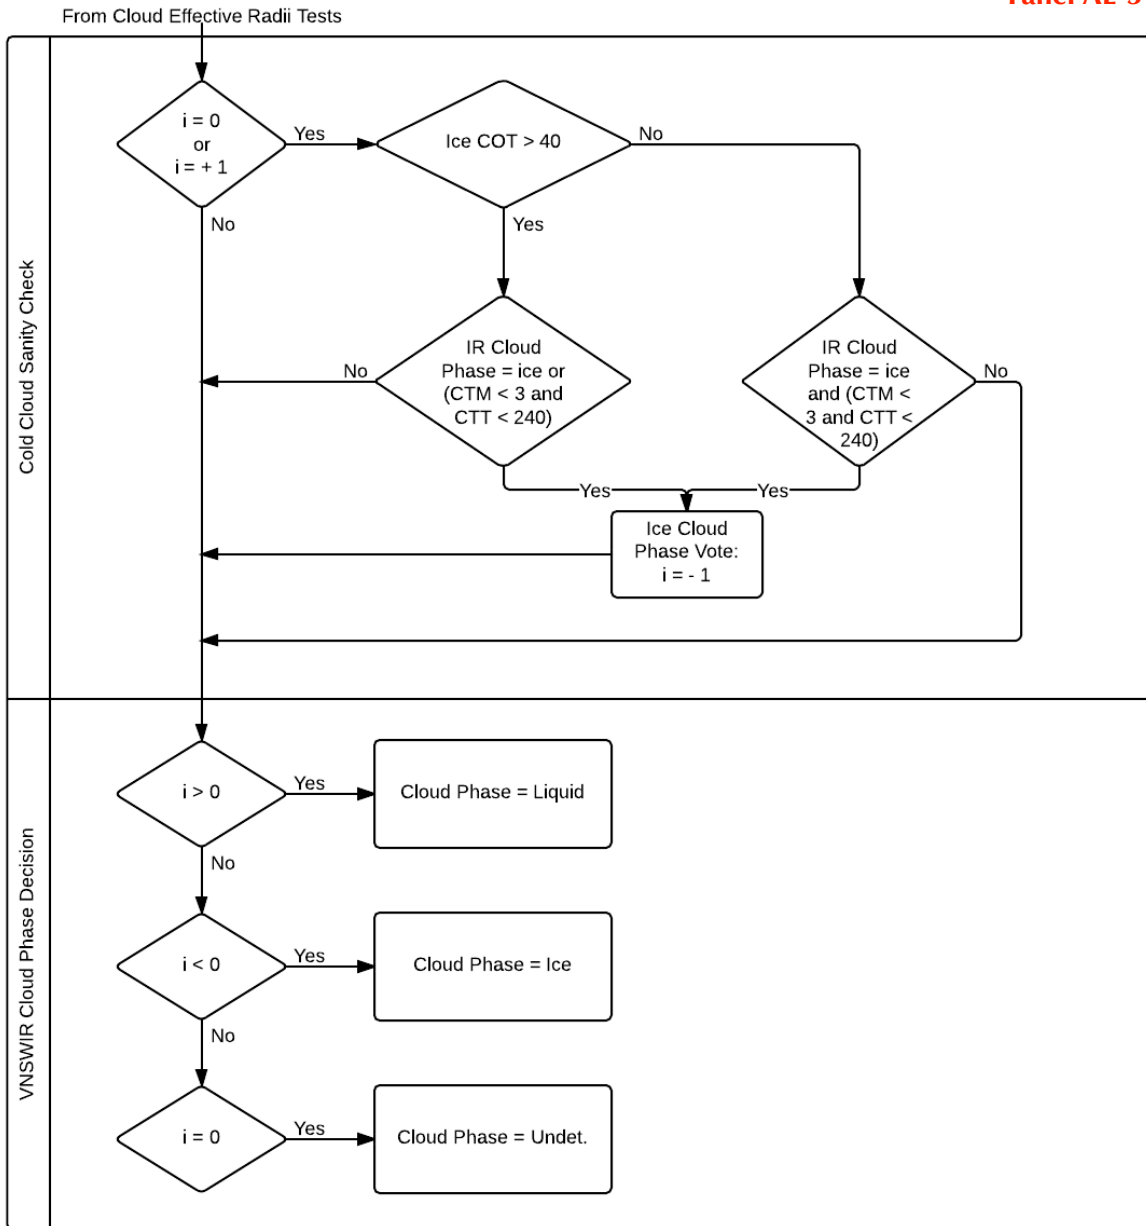 From Cloud Effective Radii Tests
Cold Cloud Sanity Check
i = 0
or
i = + 1
Yes
No
Ice COT > 40
No
Yes
IR Cloud
Phase = ice or
(CTM < 3 and
CTT < 240)
No
IR Cloud
Phase = ice
and (CTM <
3 and CTT <
240)
No
Yes
Yes
Ice Cloud
Phase Vote:
i = - 1
VNSWIR Cloud Phase Decision
i > 0
Yes
Cloud Phase = Liquid
No
i < 0
Yes
Cloud Phase = Ice
No
i = 0
Yes
Cloud Phase = Undet.